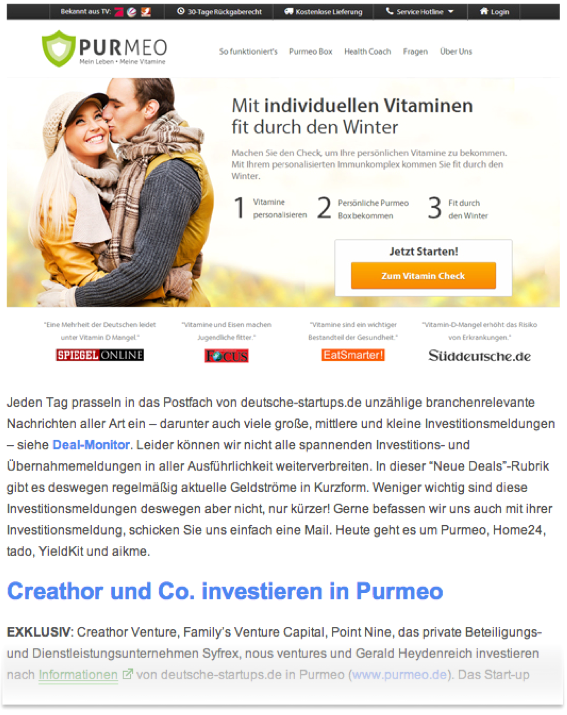 Bekannt aus TV:
30-Tage Rückgaberecht
Kostenlose Lieferung
Service Hotline
Login
PURMEO
Mein Leben • Meine Vitamine
So funktioniert's
Purmeo Box
Health Coach
Fragen
Über Uns
Mit individuellen Vitaminen
fit durch den Winter
Machen Sie den Check, um Ihre persönlichen Vitamine zu bekommen.
Mit Ihrem personalisierten Immunkomplex kommen Sie fit durch den
Winter.
1 Vitamine
personalisieren
2 Persönliche Purmeo
Box bekommen
3 Fit durch
den Winter
Jetzt Starten!
Zum Vitamin Check
"Eine Mehrheit der Deutschen leidet
unter Vitamin D Mangel."
SPIEGEL ONLINE
"Vitamine und Eisen machen
Jugendliche fitter."
FOCUS
"Vitamine sind ein wichtiger
Bestandteil der Gesundheit."
EatSmarter!
"Vitamin-D-Mangel erhöht das Risiko
von Erkrankungen."
Süddeutsche.de
Jeden Tag prasseln in das Postfach von deutsche-startups.de unzählige branchenrelevante
Nachrichten aller Art ein – darunter auch viele große, mittlere und kleine Investitionsmeldungen
– siehe Deal-Monitor. Leider können wir nicht alle spannenden Investitions- und
Übernahmemeldungen in aller Ausführlichkeit weiterverbreiten. In dieser “Neue Deals”-Rubrik
gibt es deswegen regelmäßig aktuelle Geldströme in Kurzform. Weniger wichtig sind diese
Investitionsmeldungen deswegen aber nicht, nur kürzer! Gerne befassen wir uns auch mit ihrer
Investitionsmeldung, schicken Sie uns einfach eine Mail. Heute geht es um Purmeo, Home24,
tado, YieldKit und aikme.
Creathor und Co. investieren in Purmeo
EXKLUSIV: Creathor Venture, Family’s Venture Capital, Point Nine, das private Beteiligungs-
und Dienstleistungsunternehmen Syfrex, nous ventures und Gerald Heydenreich investieren
nach Informationen von deutsche-startups.de in Purmeo (www.purmeo.de). Das Start-up